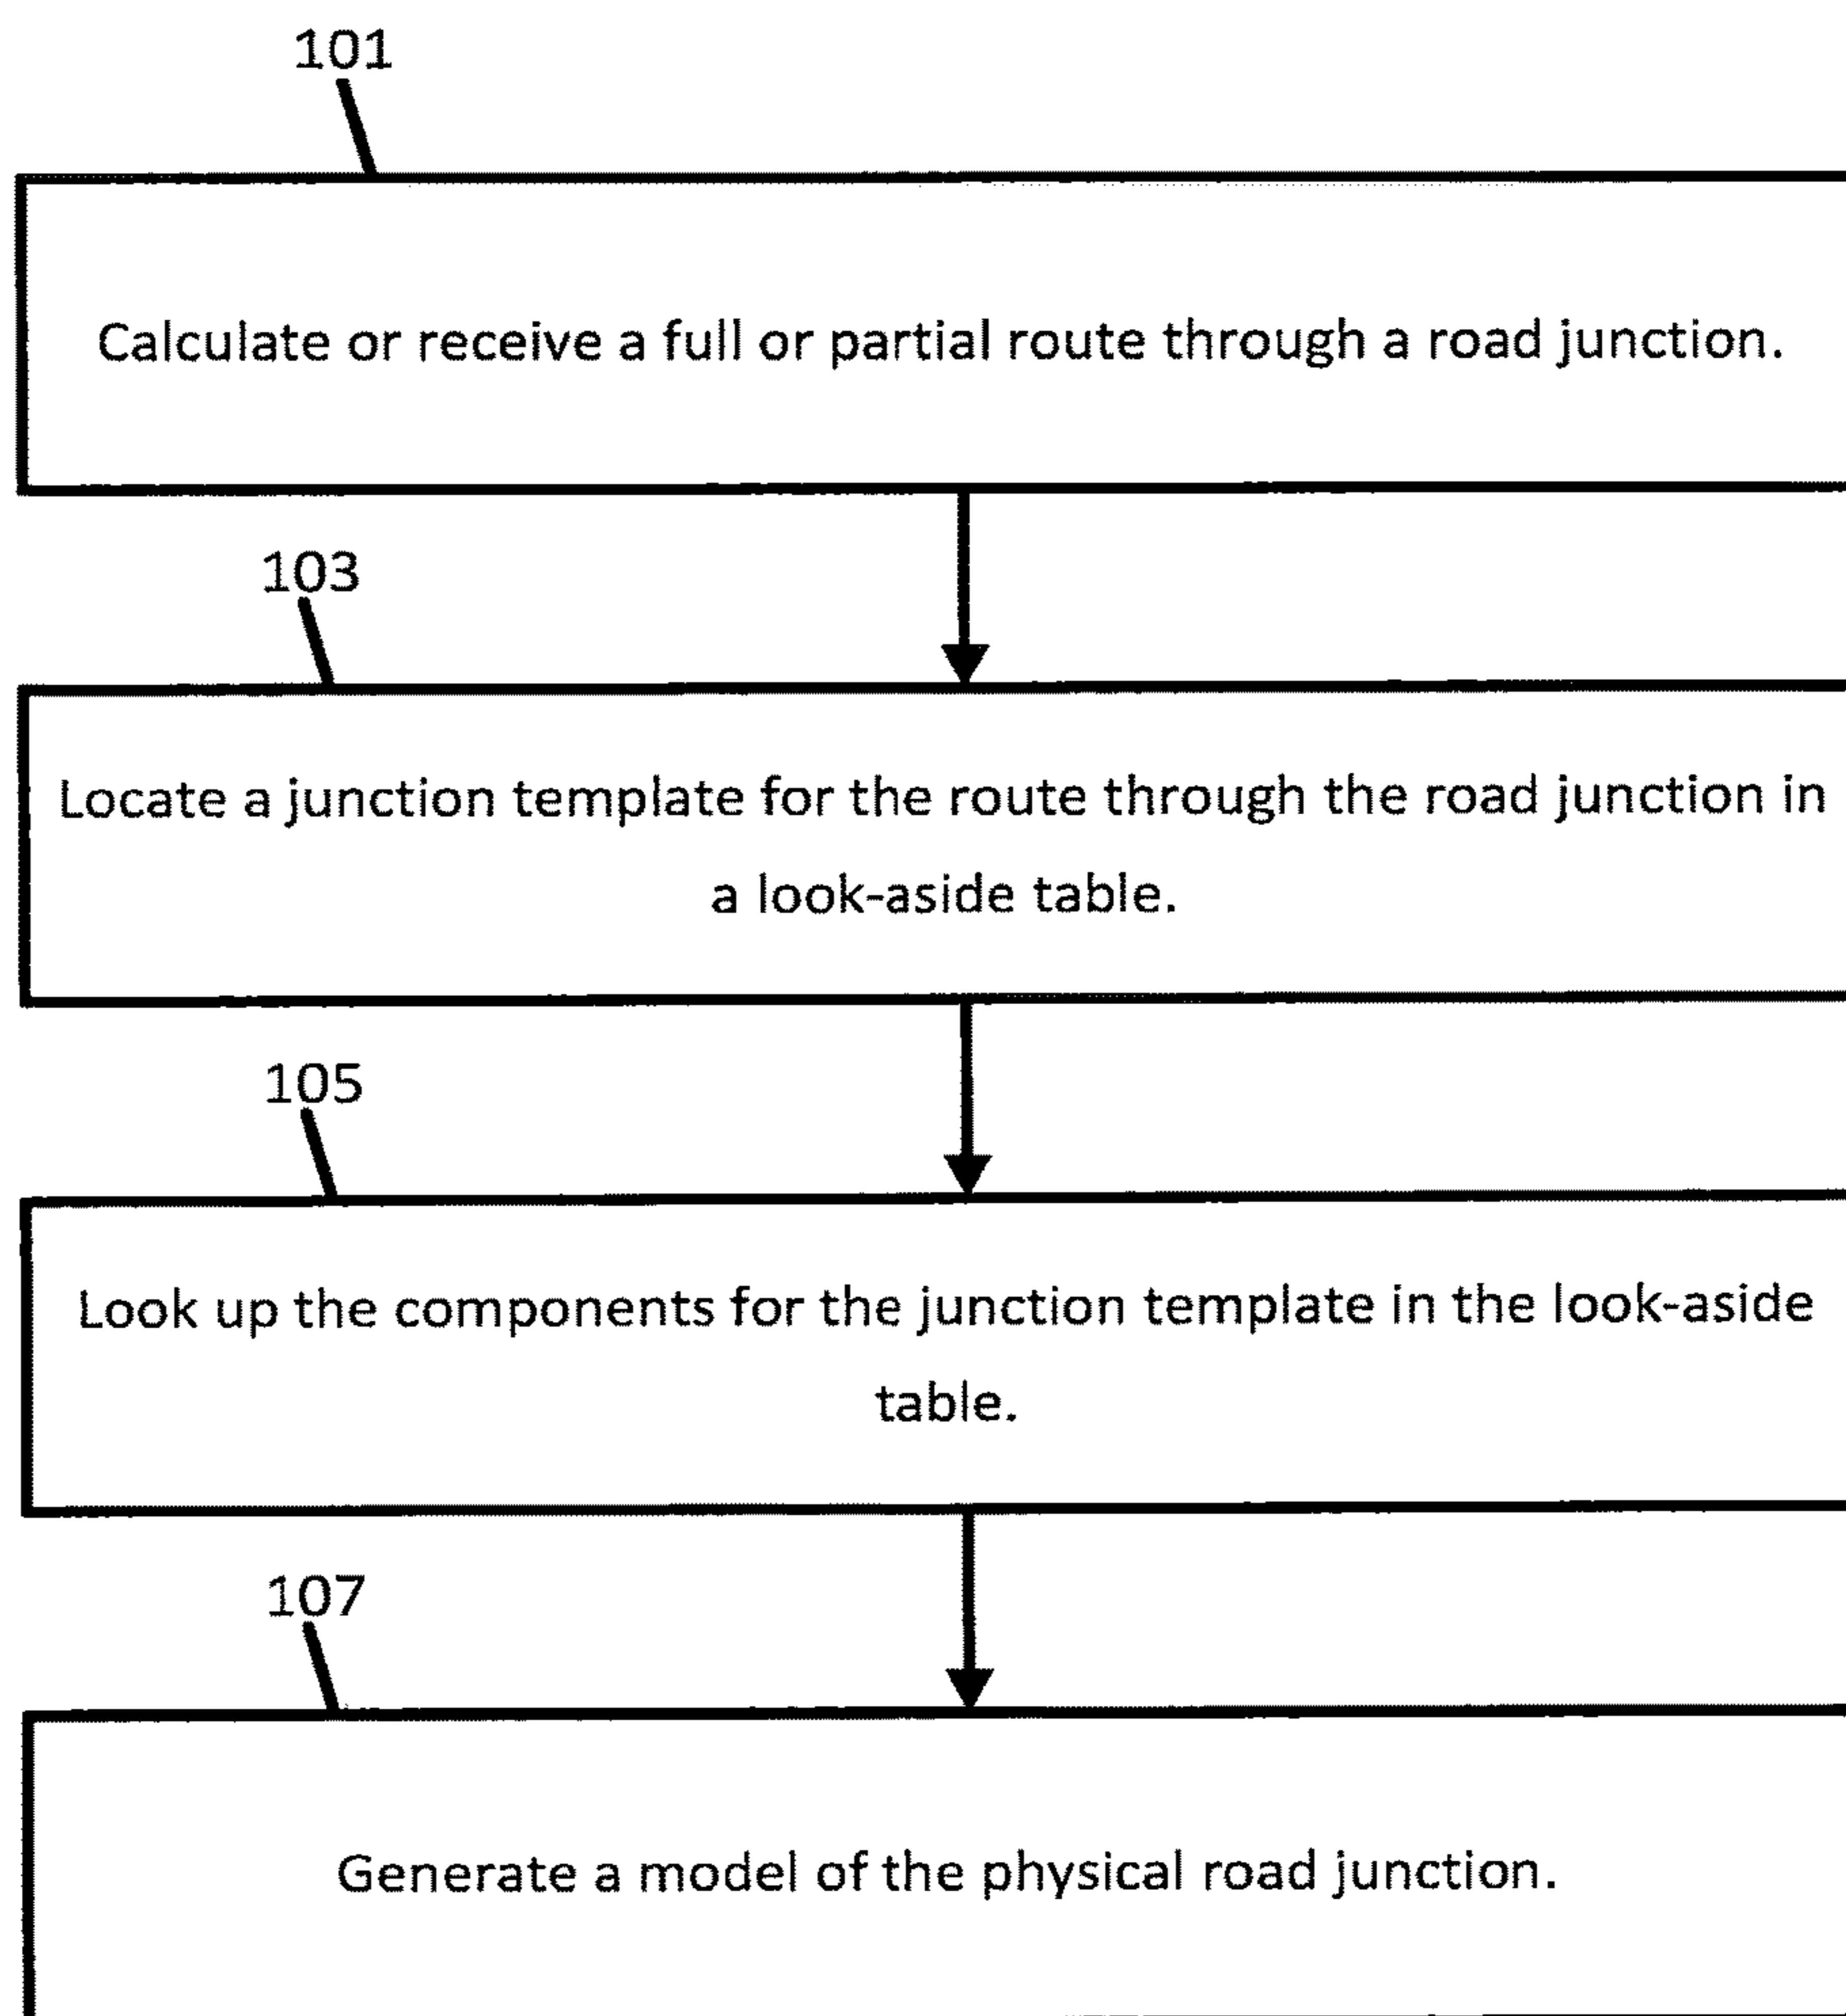 101
Calculate or receive a full or partial route through a road junction.
103
Locate a junction template for the route through the road junction in
a look-aside table.
105
Look up the components for the junction template in the look-aside
table.
107
Generate a model of the physical road junction.